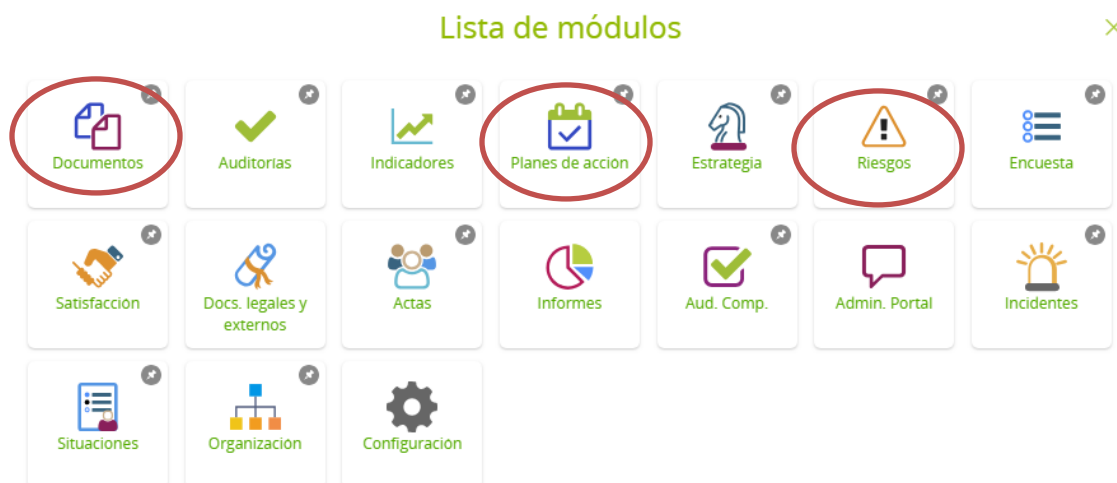 Lista de módulos
Documentos
Auditorías
Indicadores
Planes de acción
Estrategia
Riesgos
Encuesta
Satisfacción
Docs. legales y
externos
Actas
Informes
Aud. Comp.
Admin. Portal
Incidentes
Situaciones
Organización
Configuración